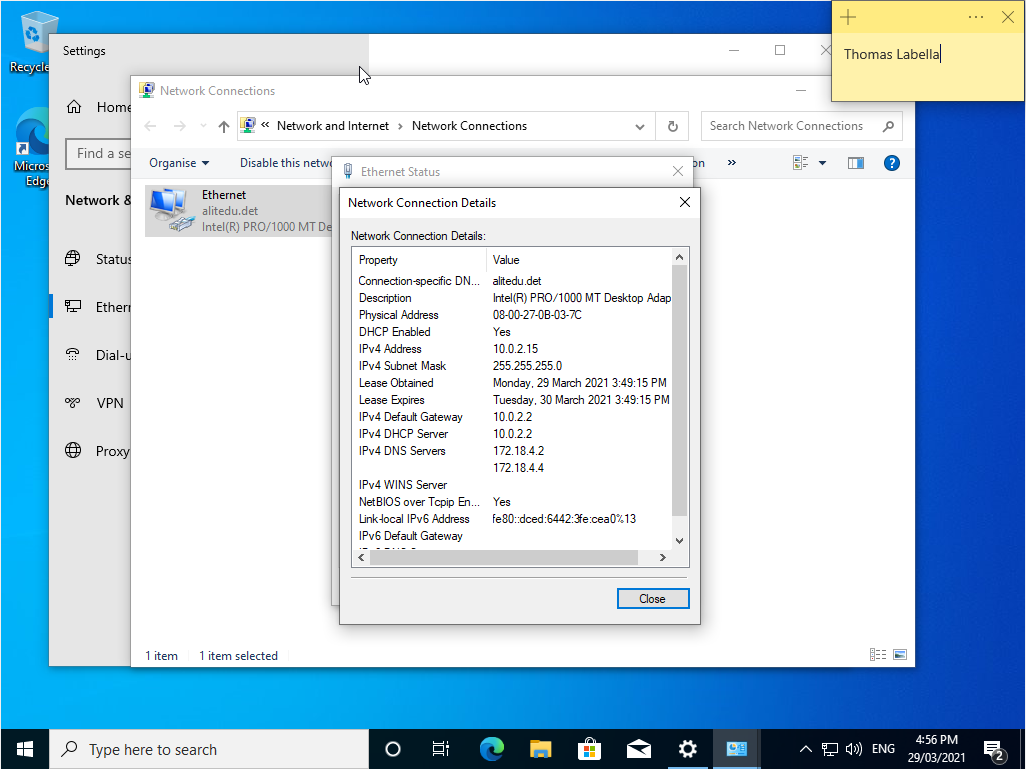 Recycle
Micros
Edge
Settings
Home
Find a se
Network &
Status
Ethern
Dial-u
VPN
Proxy
Thomas Labella
Network Connections
« Network and Internet › Network Connections
Search Network Connections
Organise
Disable this netwo
on
»
Ethernet
alitedu.det
Intel(R) PRO/1000 MT De
1 item
1 item selected
Ethernet Status
Network Connection Details
Network Connection Details:
Property Value
Connection-specific DN... alitedu.det
Description Intel(R) PRO/1000 MT Desktop Adap
Physical Address 08-00-27-0B-03-7C
DHCP Enabled Yes
IPv4 Address 10.0.2.15
IPv4 Subnet Mask 255.255.255.0
Lease Obtained Monday, 29 March 2021 3:49:15 PM
Lease Expires Tuesday, 30 March 2021 3:49:15 PM
IPv4 Default Gateway 10.0.2.2
IPv4 DHCP Server 10.0.2.2
IPv4 DNS Servers 172.18.4.2
172.18.4.4
IPv4 WINS Server
NetBIOS over Tcpip En... Yes
Link-local IPv6 Address fe80::dced:6442:3fe:cea0%13
IPv6 Default Gateway
Close
Type here to search
ENG
4:56 PM
29/03/2021
2